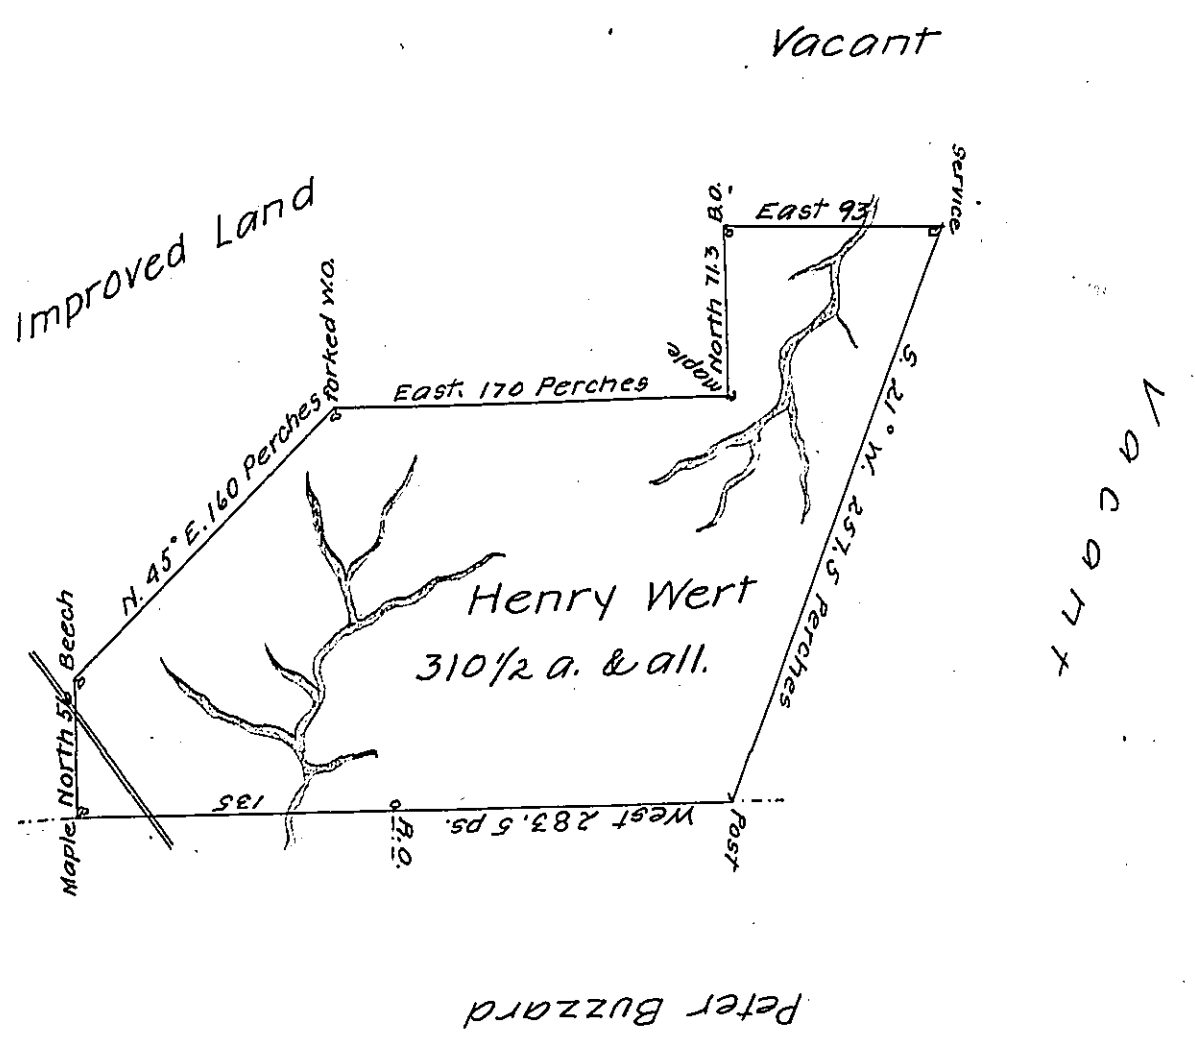 Vacant
Service
B.O.
East 93
Improved Land
North 71.3
forked W.O.
maple
East. 170 Perches
S. 21° W. 257.5 Perches
Vacant
N. 45° E. 160 Perches
Henry Wert
310 1/2 a. & all.
Beech
North 56
Maple
135
R.O.
West 283.5 ps.
Post
Peter Buzzard